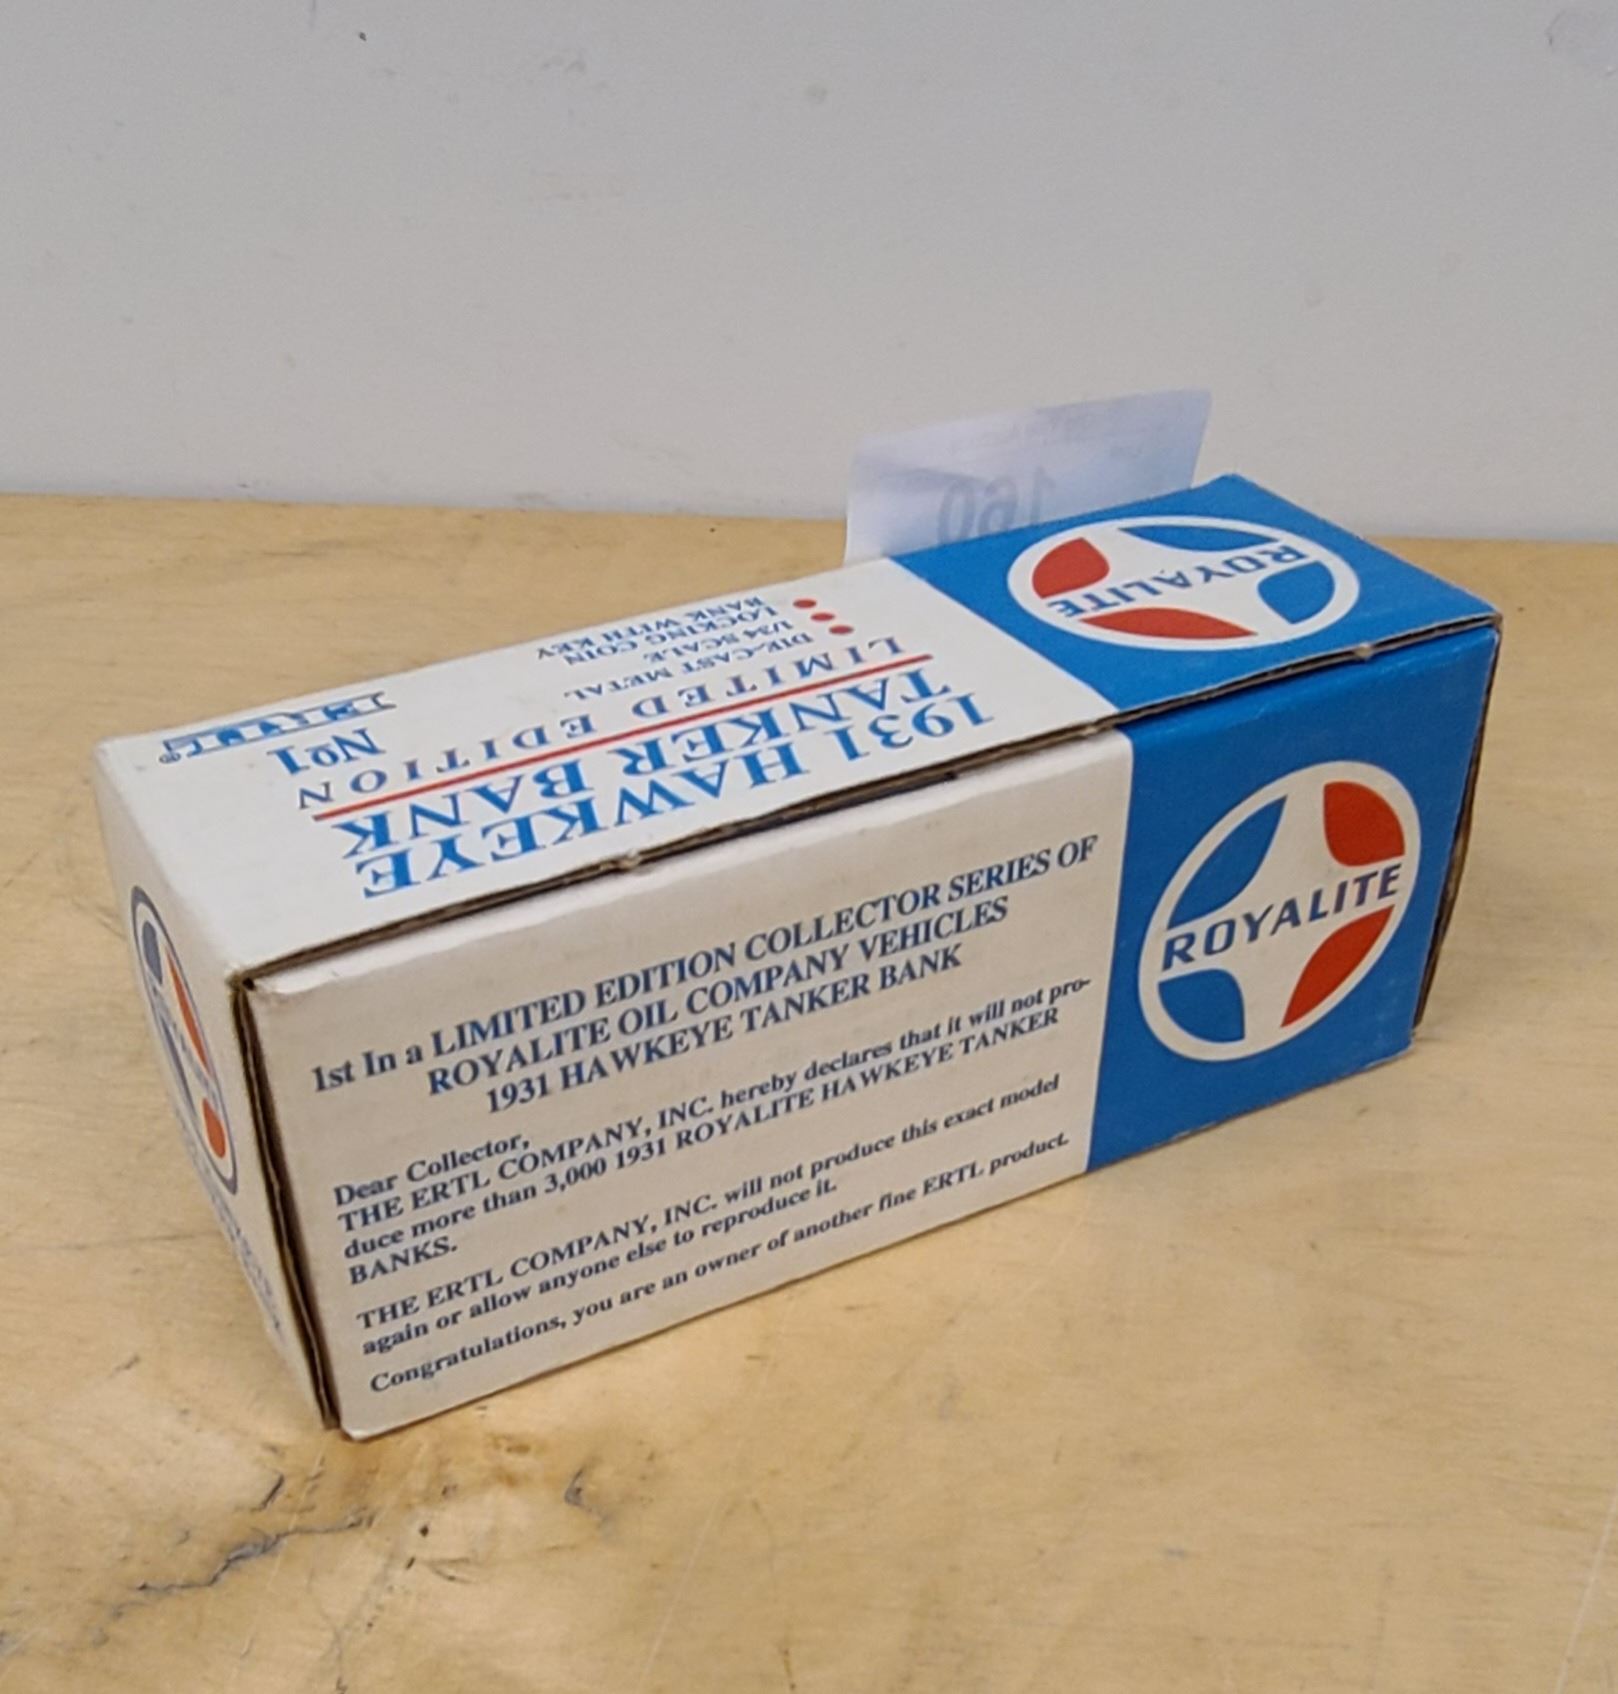 160
ROYALITE
1931 HAWKEYE
TANKER BANK
LIMITED EDITION
DIE-CAST METAL
1/34 SCALE
LOCKING COIN
BANK WITH KEY
No1
ERTL®
1st In a LIMITED EDITION COLLECTOR SERIES OF
ROYALITE OIL COMPANY VEHICLES
1931 HAWKEYE TANKER BANK
Dear Collector,
THE ERTL COMPANY, INC. hereby declares that it will not pro-
duce more than 3,000 1931 ROYALITE HAWKEYE TANKER
BANKS.
THE ERTL COMPANY, INC. will not produce this exact model
again or allow anyone else to reproduce it.
Congratulations, you are an owner of another fine ERTL product.
ROYALITE